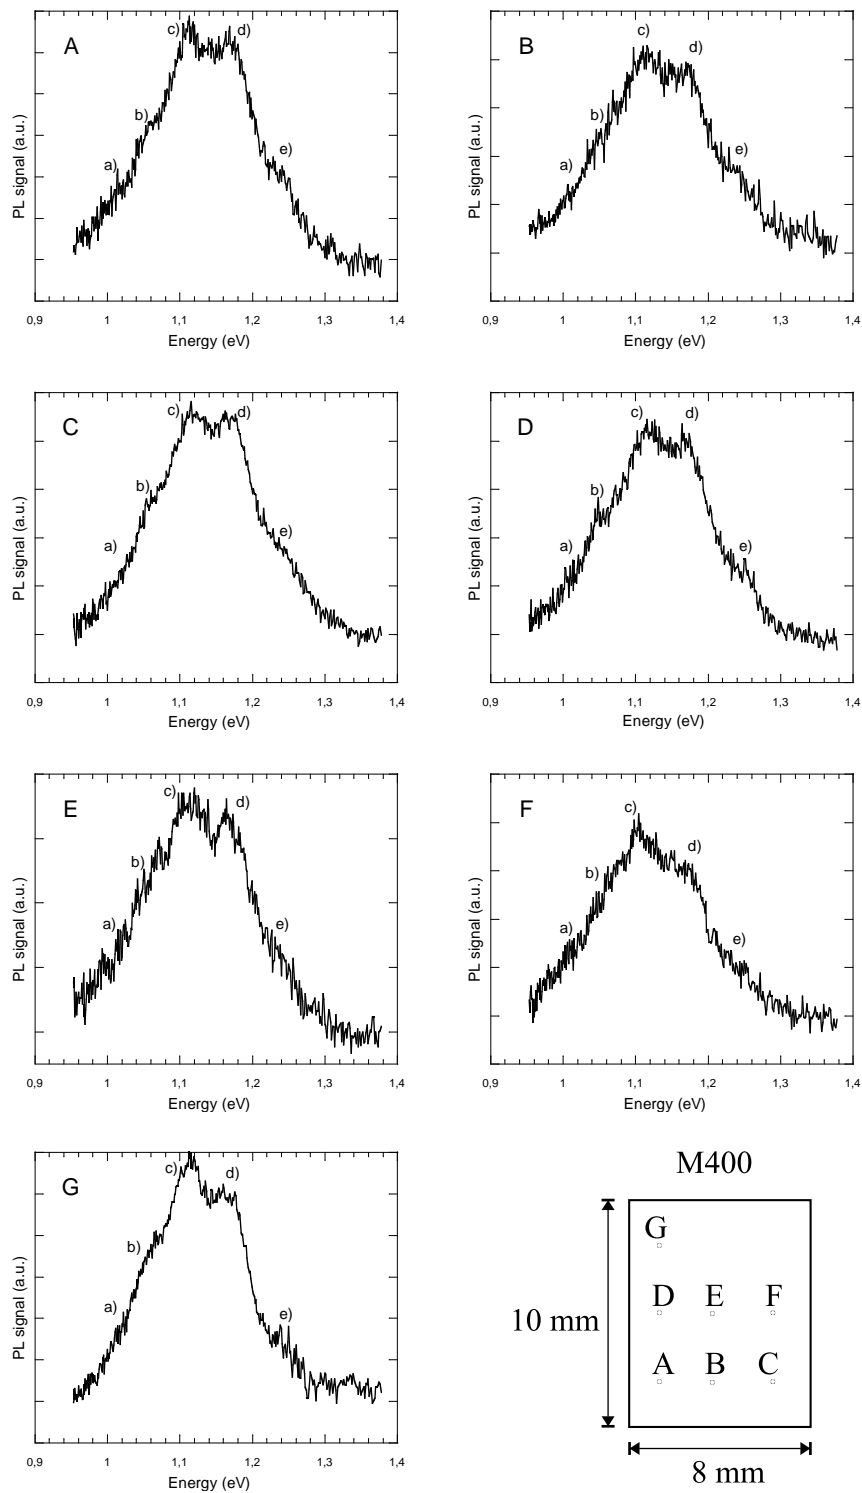 A
c)
d)
b)
a)
e)
PL signal (a.u.)
0,9 1 1,1 1,2 1,3 1,4
Energy (eV)
B
c)
d)
b)
e)
a)
PL signal (a.u.)
0,9 1 1,1 1,2 1,3 1,4
Energy (eV)
C
c)
d)
b)
e)
a)
PL signal (a.u.)
0,9 1 1,1 1,2 1,3 1,4
Energy (eV)
D
c)
d)
b)
a)
e)
PL signal (a.u.)
0,9 1 1,1 1,2 1,3 1,4
Energy (eV)
E
c)
d)
b)
a)
e)
PL signal (a.u.)
0,9 1 1,1 1,2 1,3 1,4
Energy (eV)
F
c)
d)
b)
a)
e)
PL signal (a.u.)
0,9 1 1,1 1,2 1,3 1,4
Energy (eV)
G
c)
d)
b)
a)
e)
PL signal (a.u.)
0,9 1 1,1 1,2 1,3 1,4
Energy (eV)
M400
G
D E F
10 mm
A B C
8 mm